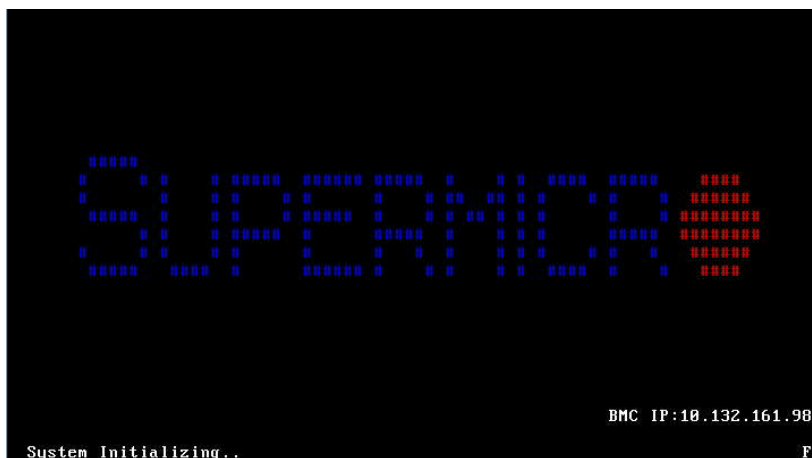 SUPERMICRO
BMC IP:10.132.161.98
System Initializing..
F